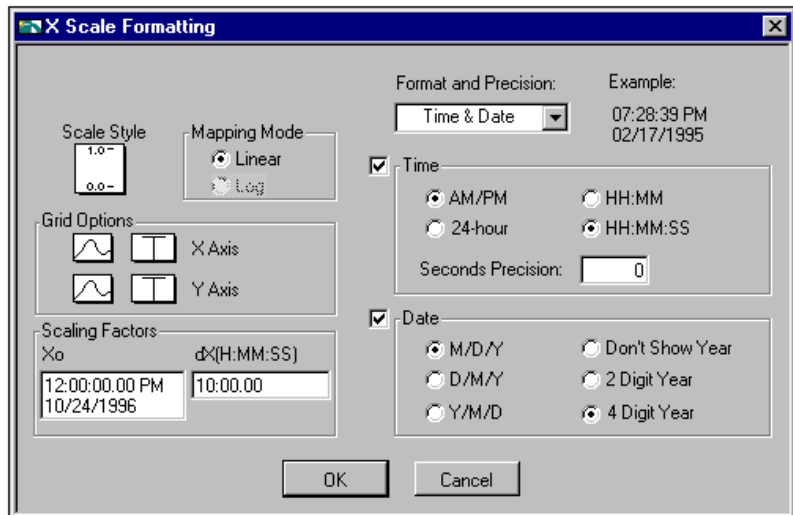 X Scale Formatting
Format and Precision:
Time & Date
Example:
07:28:39 PM
02/17/1995
Scale Style
1.0
0.0
Mapping Mode
Linear
Log
Grid Options
X Axis
Y Axis
Scaling Factors
Xo
dX(H:MM:SS)
12:00:00.00 PM
10/24/1996
10:00.00
Time
AM/PM
HH:MM
24-hour
HH:MM:SS
Seconds Precision:
0
Date
M/D/Y
Don't Show Year
D/M/Y
2 Digit Year
Y/M/D
4 Digit Year
OK
Cancel